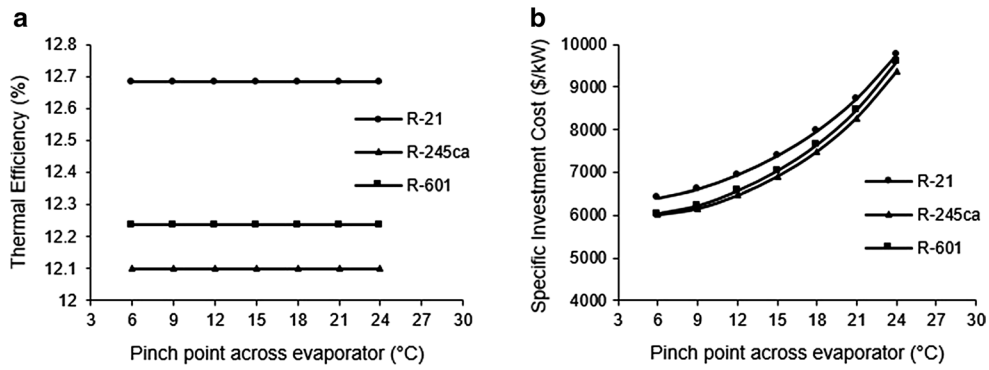 a
Thermal Efficiency (%)
12.8
12.7
12.6
12.5
12.4
12.3
12.2
12.1
12
3 6 9 12 15 18 21 24 27 30
Pinch point across evaporator (°C)
R-21
R-245ca
R-601
b
Specific Investment Cost ($/kW)
10000
9000
8000
7000
6000
5000
4000
3 6 9 12 15 18 21 24 27 30
Pinch point across evaporator (°C)
R-21
R-245ca
R-601